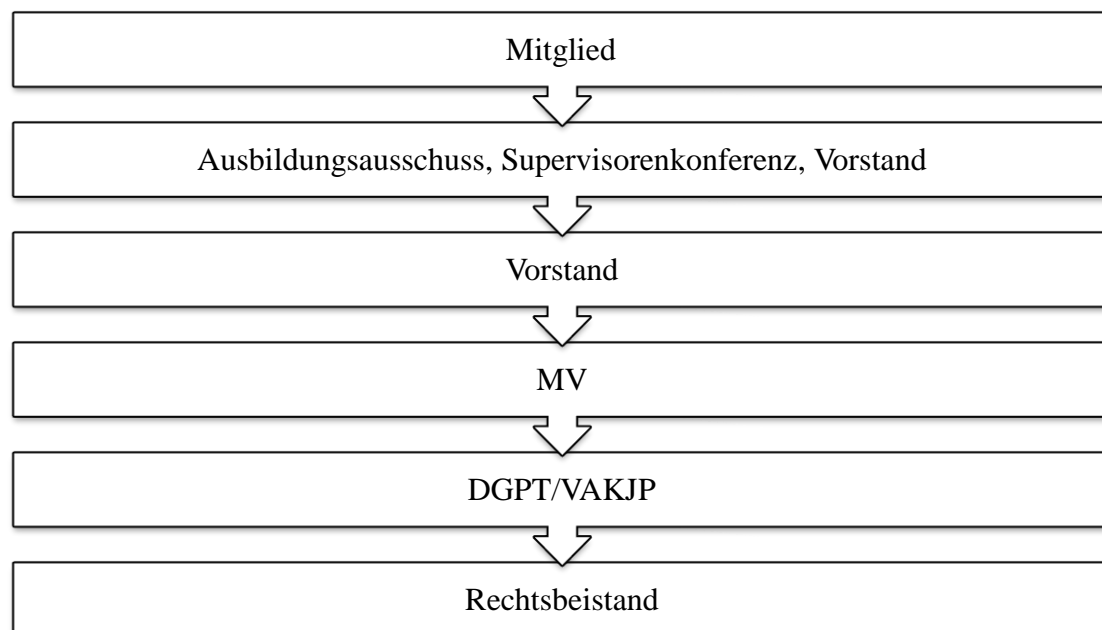 Mitglied
Ausbildungsausschuss, Supervisorenkonferenz, Vorstand
Vorstand
MV
DGPT/VAKJP
Rechtsbeistand